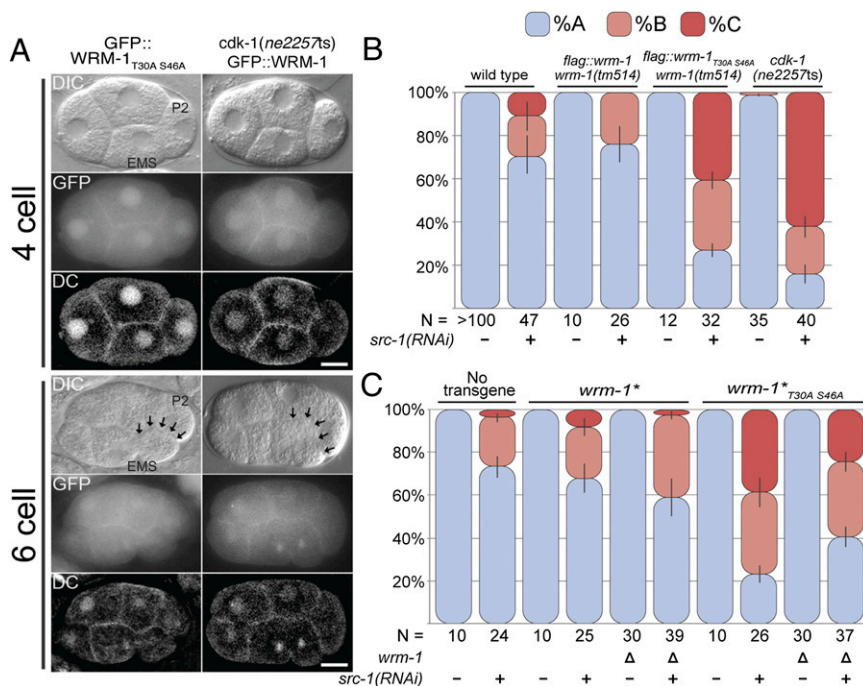 %A %B %C
A
GFP::
WRM-1T30A S46A
cdk-1(ne2257ts)
GFP::WRM-1
4 cell
DIC
P2
EMS
GFP
DC
6 cell
DIC
P2
EMS
GFP
DC
B
wild type
flag::wrm-1
wrm-1(tm514)
flag::wrm-1T30A S46A
wrm-1(tm514)
cdk-1
(ne2257ts)
100%
80%
60%
40%
20%
N = >100 47 10 26 12 32 35 40
src-1(RNAi) - + - + - + - +
C
No
transgene
wrm-1*
wrm-1*T30A S46A
100%
80%
60%
40%
20%
N = 10 24 10 25 30 39 10 26 30 37
wrm-1 Δ Δ Δ Δ
src-1(RNAi) - + - + - + - + - +